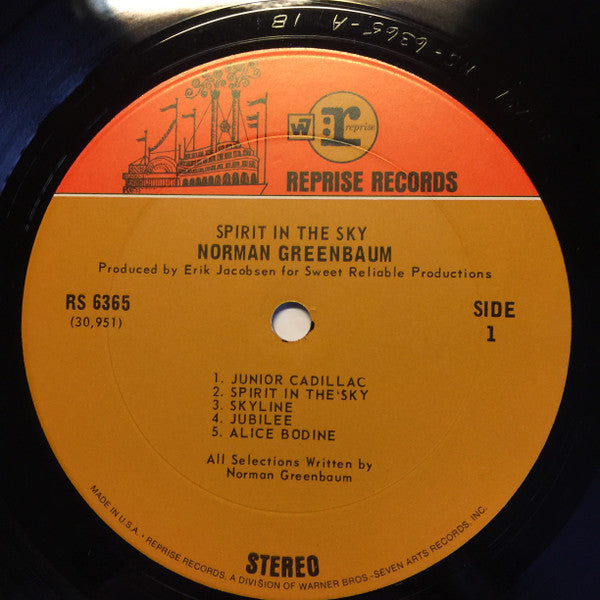 6365-A 1B
W7 r: reprise
REPRISE RECORDS
SPIRIT IN THE SKY
NORMAN GREENBAUM
Produced by Erik Jacobsen for Sweet Reliable Productions
RS 6365
(30,951)
SIDE
1
1. JUNIOR CADILLAC
2. SPIRIT IN THE SKY
3. SKYLINE
4. JUBILEE
5. ALICE BODINE
All Selections Written by
Norman Greenbaum
STEREO
MADE IN U.S.A. • REPRISE RECORDS, A DIVISION OF WARNER BROS.-SEVEN ARTS RECORDS, INC.